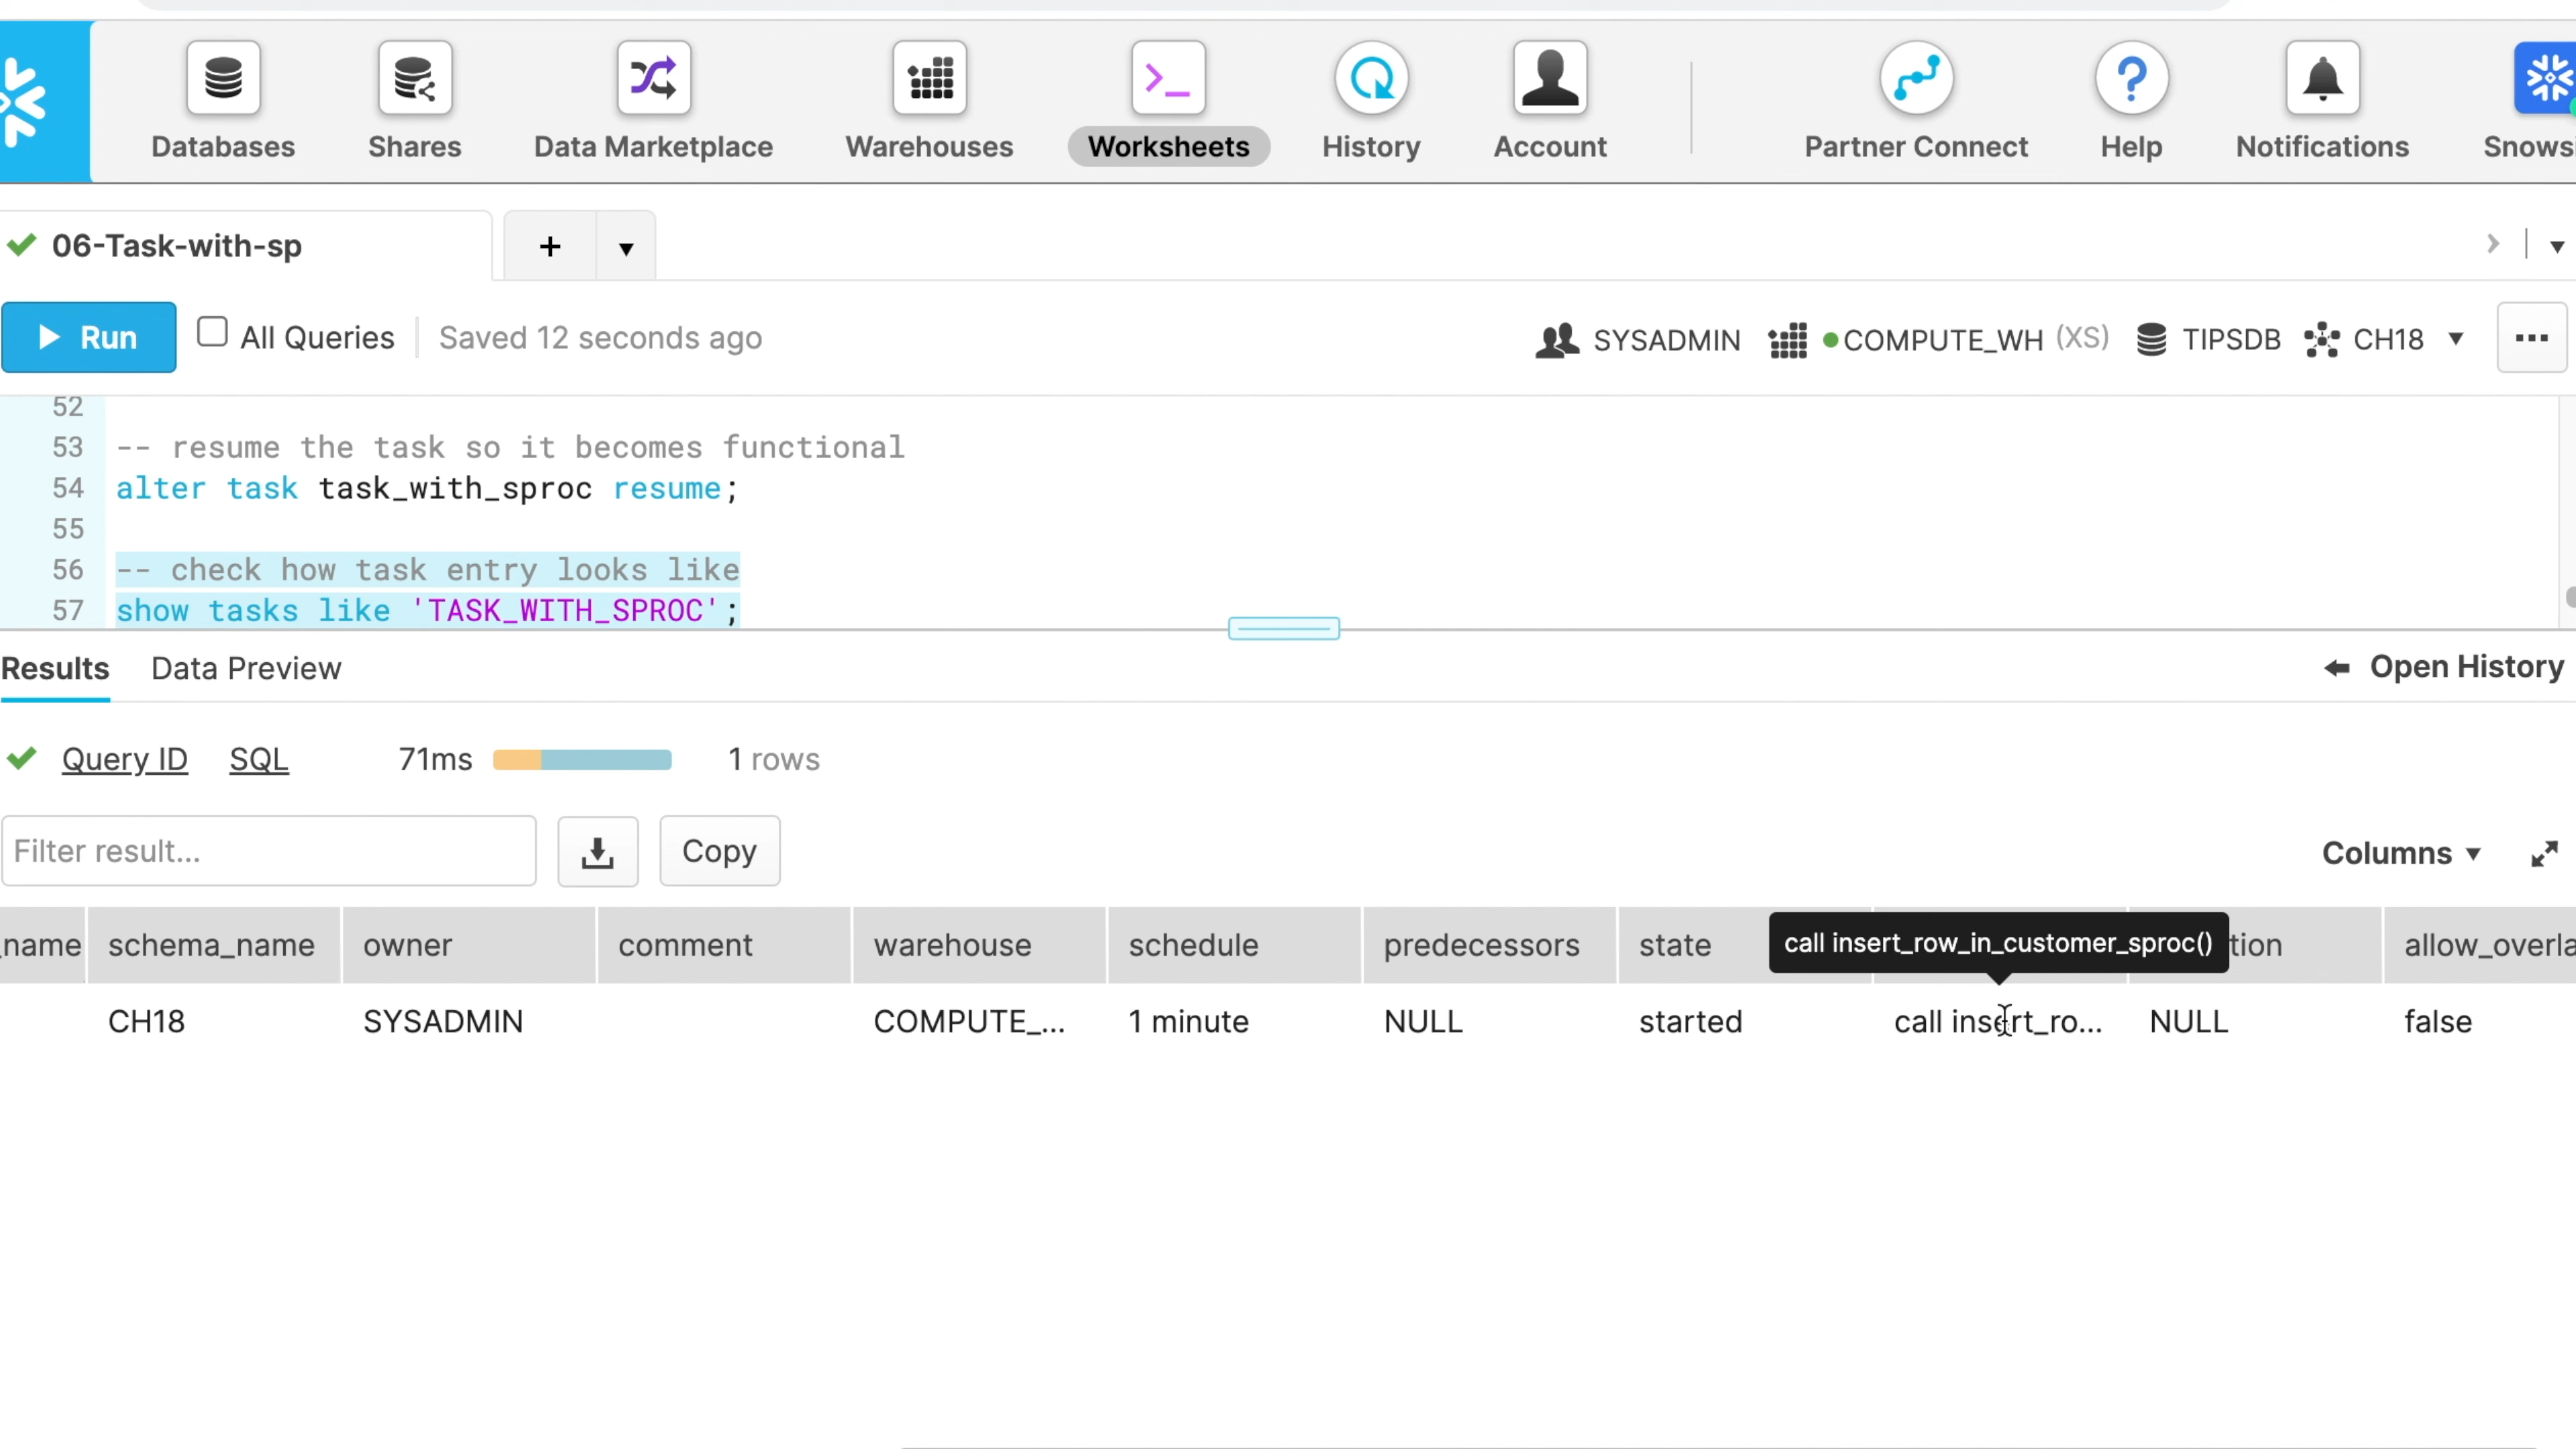 Databases Shares Data Marketplace Warehouses Worksheets History Account Partner Connect Help Notifications Snows
06-Task-with-sp + ▼
Run All Queries Saved 12 seconds ago SYSADMIN COMPUTE_WH (XS) TIPSDB CH18
52
53 -- resume the task so it becomes functional
54 alter task task_with_sproc resume;
55
56 -- check how task entry looks like
57 show tasks like 'TASK_WITH_SPROC';
Results Data Preview Open History
Query ID SQL 71ms 1 rows
Filter result... Copy Columns
_name schema_name owner comment warehouse schedule predecessors state call insert_row_in_customer_sproc() tion allow_overla
CH18 SYSADMIN COMPUTE_... 1 minute NULL started call insert_ro... NULL false